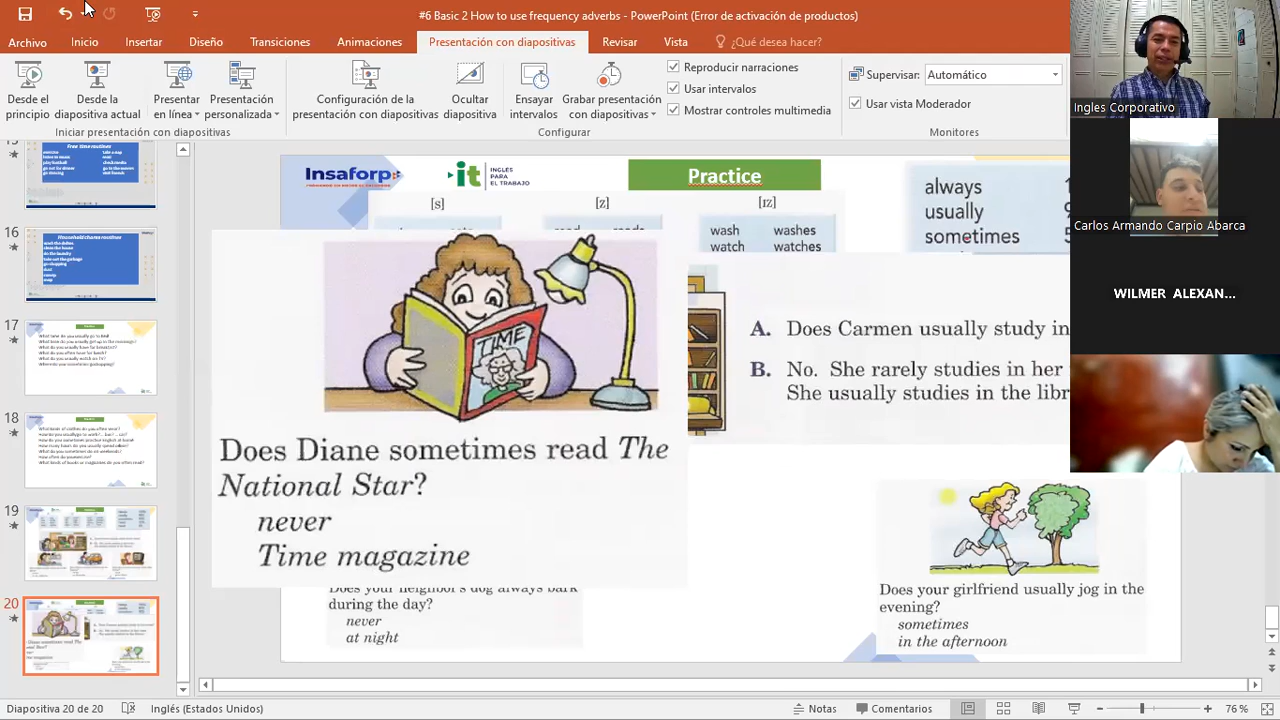 #6 Basic 2 How to use frequency adverbs - PowerPoint (Error de activación de productos)
Archivo Inicio Insertar Diseño Transiciones Presentación con diapositivas Revisar Vista ¿Qué desea hacer?
Desde el principio
Desde la diapositiva actual
Presentar en línea
Presentación personalizada
Configuración de la presentación con diapositivas
Ocultar diapositiva
Ensayar intervalos
Grabar presentación con diapositivas
Reproducir narraciones
Usar intervalos
Mostrar controles multimedia
Supervisar: Automático
Usar vista Moderador
Iniciar presentación con diapositivas
Configurar
Monitores
Ingles Corporativo
Carlos Armando Carpio Abarca
WILMER ALEXAN...
16
17
18
19
20
Insaforp
it INGLÉS PARA EL TRABAJO
Practice
[s] [z] [ɪz]
wash washes
watch watches
always
usually
sometimes
TIME
Does Diane sometimes read The
National Star?
never
Time magazine
A. Does Carmen usually study in
B. No. She rarely studies in her
She usually studies in the
Does your neighbor's dog always bark
during the day?
never
at night
Does your girlfriend usually jog in the
evening?
sometimes
in the afternoon
Diapositiva 20 de 20 Inglés (Estados Unidos) Notas Comentarios 76 %